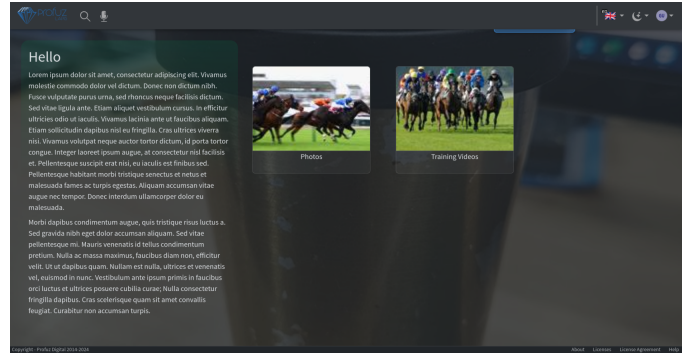 Profuz
Hello
Lorem ipsum dolor sit amet, consectetur adipiscing elit. Vivamus
molestie commodo dolor vel dictum. Donec non dictum nibh.
Fusce vulputate purus urna, sed rhoncus neque facilisis dictum.
Sed vitae ligula ante. Etiam aliquet vestibulum cursus. In efficitur
ultricies odio ut iaculis. Vivamus lacinia ante ut faucibus aliquam.
Etiam sollicitudin dapibus nisl eu fringilla. Cras ultrices viverra
nisi. Vivamus volutpat neque auctor tortor dictum, id porta tortor
congue. Integer laoreet ipsum augue, at consectetur nisl facilisis
et. Pellentesque suscipit erat nisi, eu iaculis est finibus sed.
Pellentesque habitant morbi tristique senectus et netus et
malesuada fames ac turpis egestas. Aliquam accumsan vitae
augue nec tempor. Donec interdum ullamcorper dolor eu
malesuada.
Morbi dapibus condimentum augue, quis tristique risus luctus a.
Sed gravida nibh eget dolor accumsan aliquam. Sed vitae
pellentesque mi. Mauris venenatis id tellus condimentum
pretium. Nulla ac massa maximus, faucibus diam non, efficitur
velit. Ut ut dapibus quam. Nullam est nulla, ultrices et venenatis
vel, euismod in nunc. Vestibulum ante ipsum primis in faucibus
orci luctus et ultrices posuere cubilia curae; Nulla consectetur
fringilla dapibus. Cras scelerisque quam sit amet convallis
feugiat. Curabitur non accumsan turpis.
Photos
Training Videos
Copyright - Profuz Digital 2014-2024
About Licenses License Agreement Help